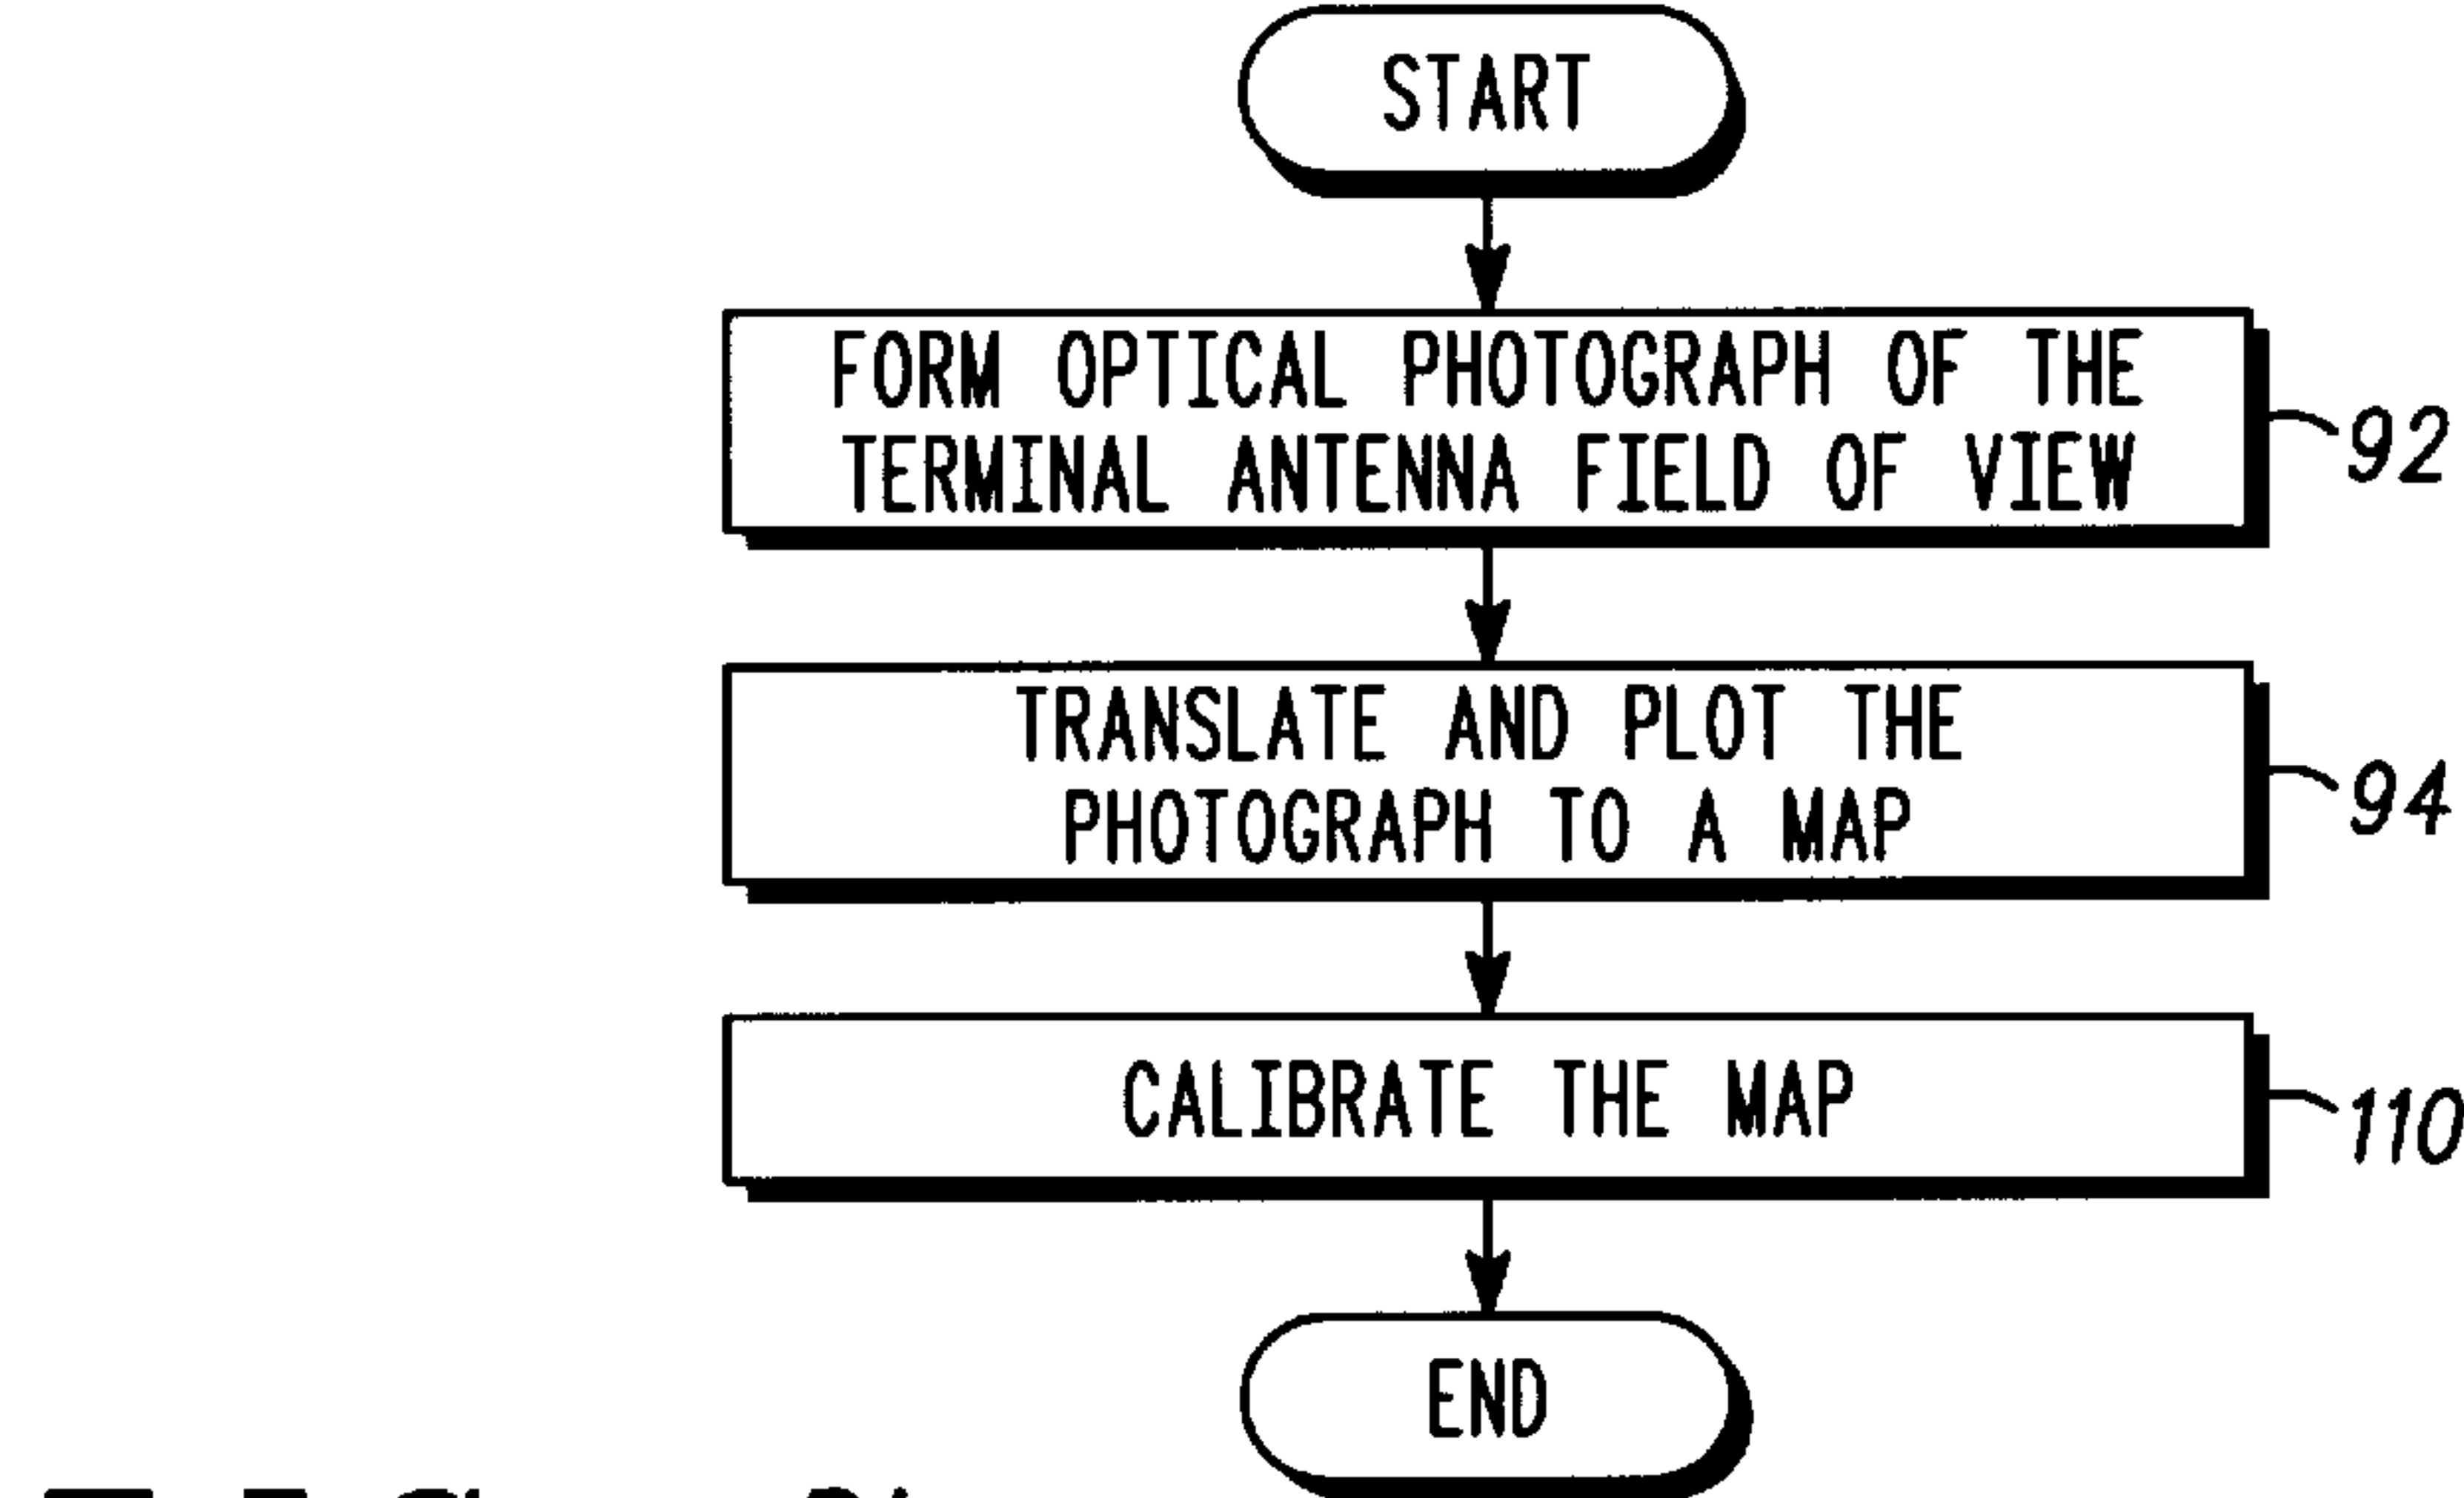 START
FORM OPTICAL PHOTOGRAPH OF THE
TERMINAL ANTENNA FIELD OF VIEW
92
TRANSLATE AND PLOT THE
PHOTOGRAPH TO A MAP
94
CALIBRATE THE MAP
110
END